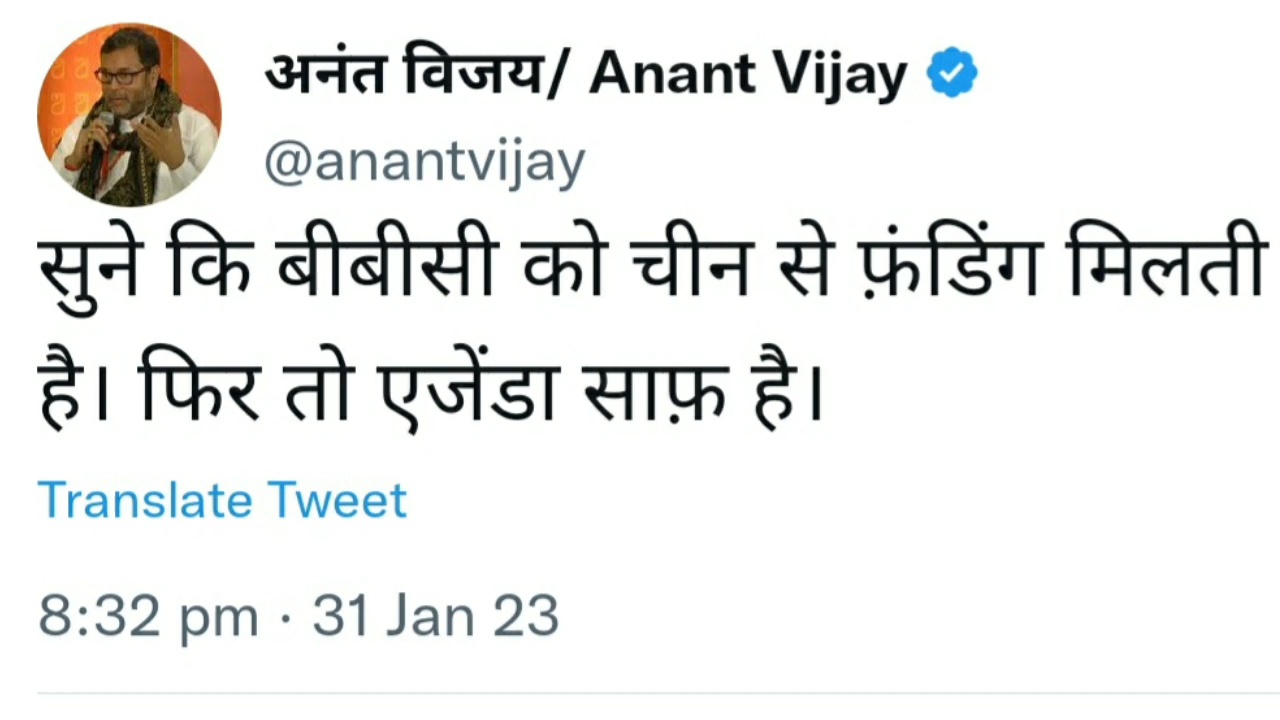 अनंत विजय/ Anant Vijay
@anantvijay
सुने कि बीबीसी को चीन से फ़ंडिंग मिलती
है। फिर तो एजेंडा साफ़ है।
Translate Tweet
8:32 pm · 31 Jan 23